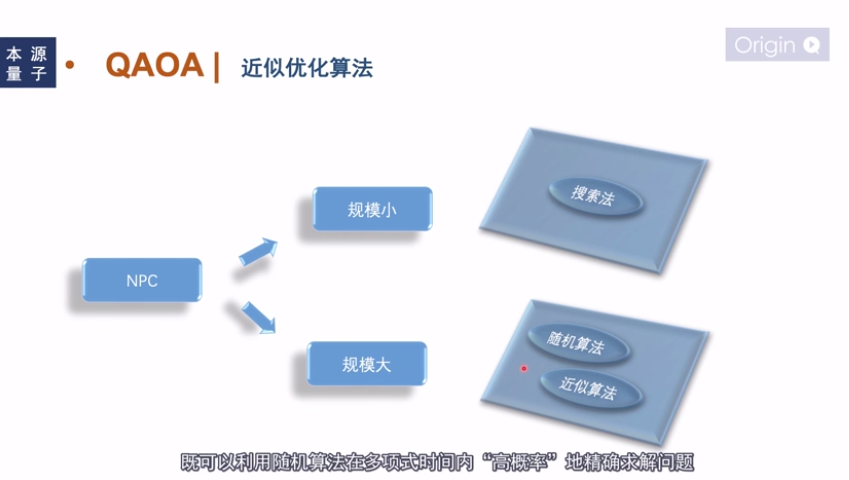 本源
量子
Origin
• QAOA | 近似优化算法
搜索法
规模小
NPC
随机算法
规模大
近似算法
既可以利用随机算法在多项式时间内“高概率”地精确求解问题